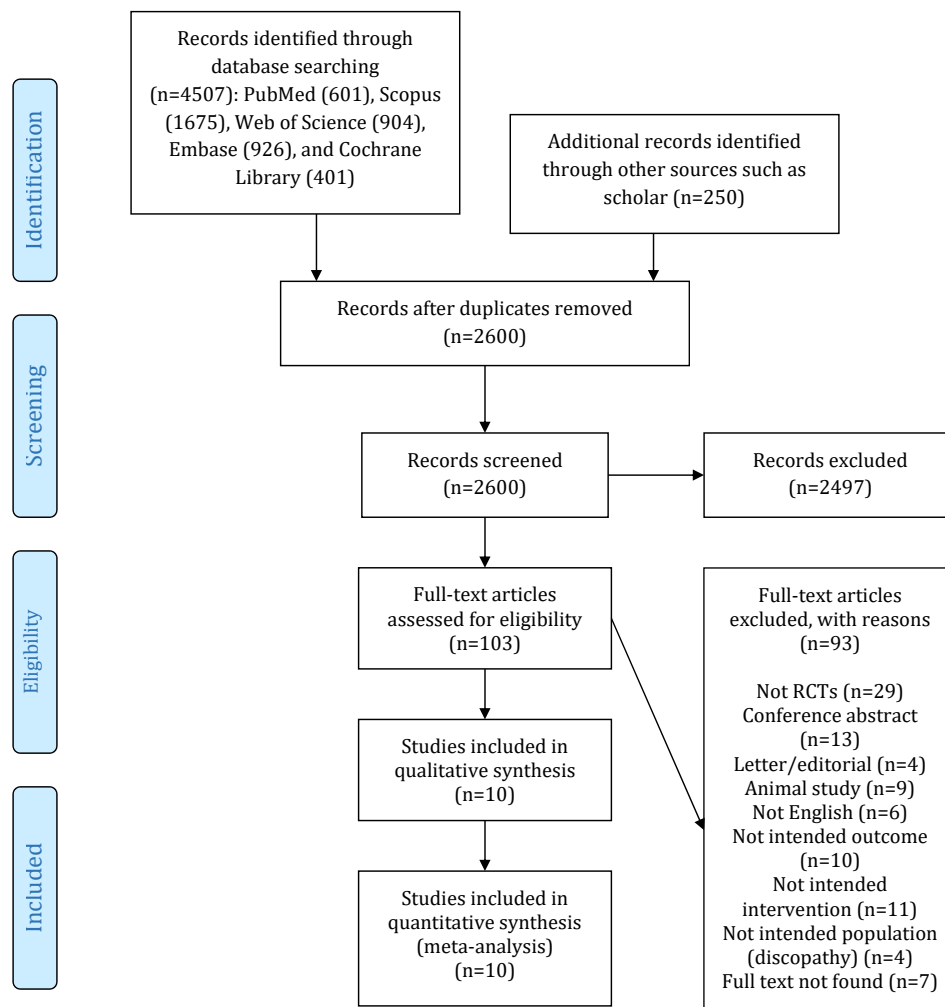 Identification
Records identified through
database searching
(n=4507): PubMed (601), Scopus
(1675), Web of Science (904),
Embase (926), and Cochrane
Library (401)
Additional records identified
through other sources such as
scholar (n=250)
Records after duplicates removed
(n=2600)
Screening
Records screened
(n=2600)
Records excluded
(n=2497)
Eligibility
Full-text articles
assessed for eligibility
(n=103)
Full-text articles
excluded, with reasons
(n=93)
Not RCTs (n=29)
Conference abstract
(n=13)
Letter/editorial (n=4)
Animal study (n=9)
Not English (n=6)
Not intended outcome
(n=10)
Not intended
intervention (n=11)
Not intended population
(discopathy) (n=4)
Full text not found (n=7)
Studies included in
qualitative synthesis
(n=10)
Included
Studies included in
quantitative synthesis
(meta-analysis)
(n=10)